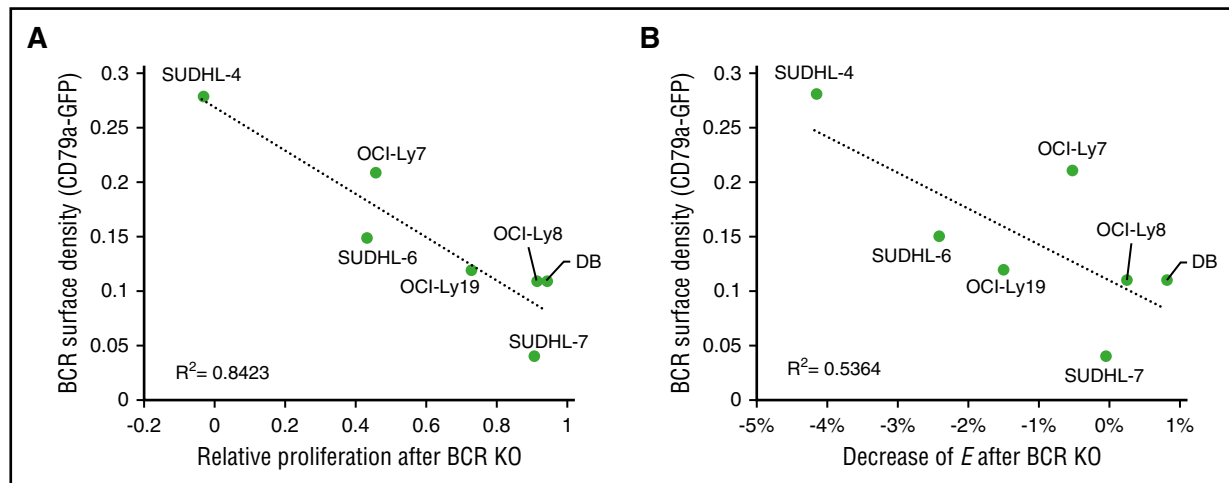 A
BCR surface density (CD79a-GFP)
0.3
0.25
0.2
0.15
0.1
0.05
0
SUDHL-4
OCI-Ly7
SUDHL-6
OCI-Ly8
DB
OCI-Ly19
SUDHL-7
R²= 0.8423
-0.2 0 0.2 0.4 0.6 0.8 1
Relative proliferation after BCR KO
B
BCR surface density (CD79a-GFP)
0.3
0.25
0.2
0.15
0.1
0.05
0
SUDHL-4
OCI-Ly7
SUDHL-6
OCI-Ly8
DB
OCI-Ly19
SUDHL-7
R²= 0.5364
-5% -4% -3% -2% -1% 0% 1%
Decrease of E after BCR KO